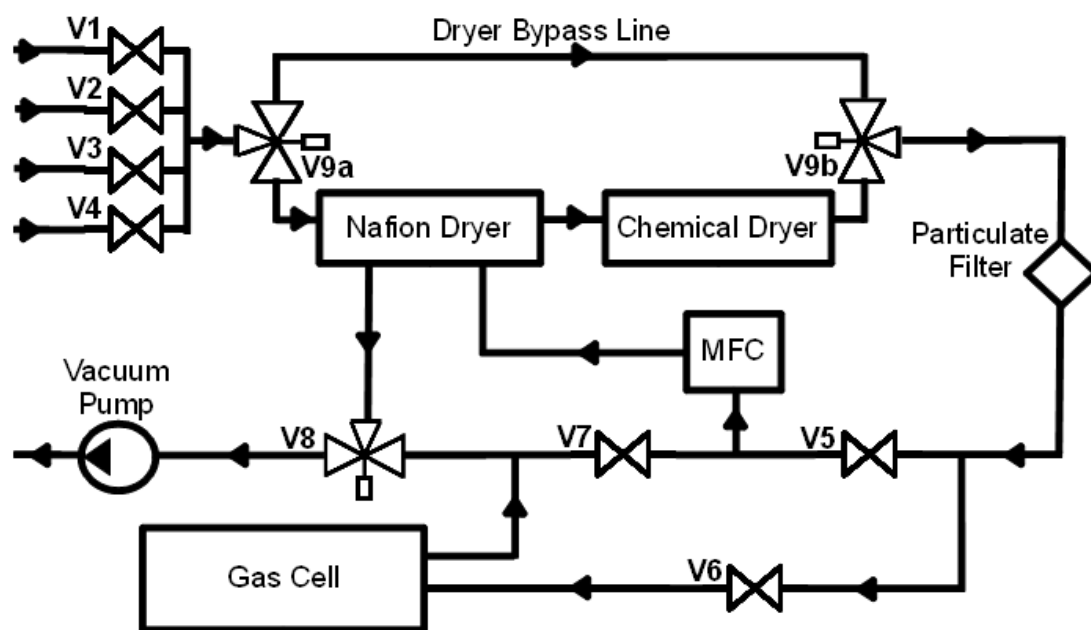 V1
Dryer Bypass Line
V2
V3
V9a
V9b
V4
Nafion Dryer
Chemical Dryer
Particulate
Filter
MFC
Vacuum
Pump
V8
V7
V5
Gas Cell
V6